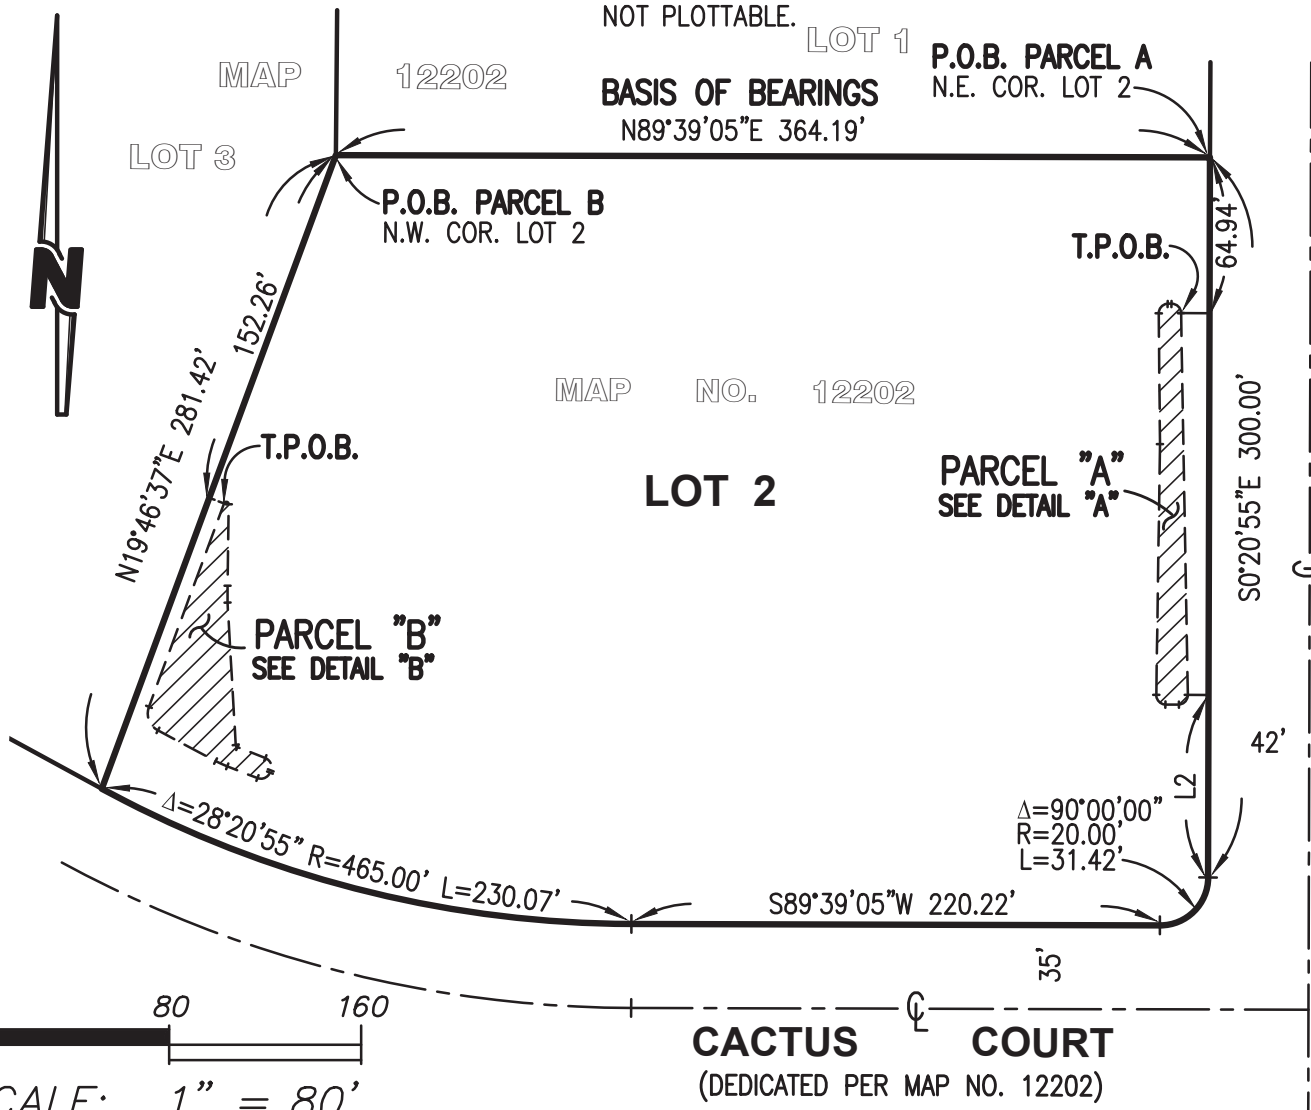 NOT PLOTTABLE.
LOT 1
MAP 12202
P.O.B. PARCEL A
N.E. COR. LOT 2
BASIS OF BEARINGS
N89°39'05"E 364.19'
LOT 3
P.O.B. PARCEL B
N.W. COR. LOT 2
64.94'
T.P.O.B.
N
152.26'
N19°46'37"E 281.42'
MAP NO. 12202
S0°20'55"E 300.00'
T.P.O.B.
LOT 2
PARCEL "A"
SEE DETAIL "A"
PARCEL "B"
SEE DETAIL "B"
42'
L2
Δ=90°00'00"
R=20.00'
L=31.42'
Δ=28°20'55" R=465.00' L=230.07'
S89°39'05"W 220.22'
35'
80 160
℄
CACTUS COURT
(DEDICATED PER MAP NO. 12202)
1" = 80'